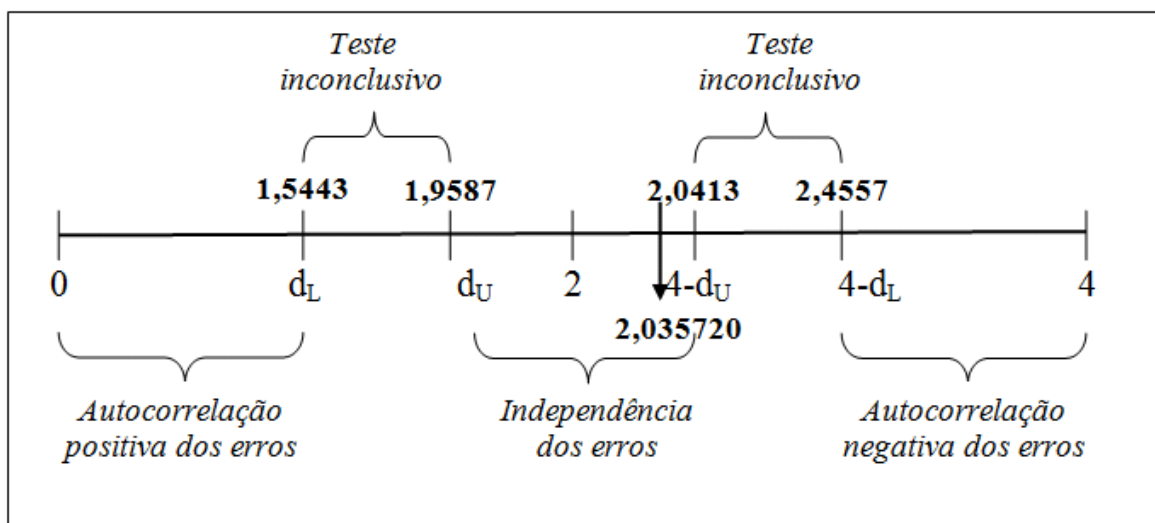 Teste
inconclusivo
Teste
inconclusivo
1,5443
1,9587
2,0413
2,4557
0
dL
dU
2
4-dU
4-dL
4
2,035720
Autocorrelação
positiva dos erros
Independência
dos erros
Autocorrelação
negativa dos erros